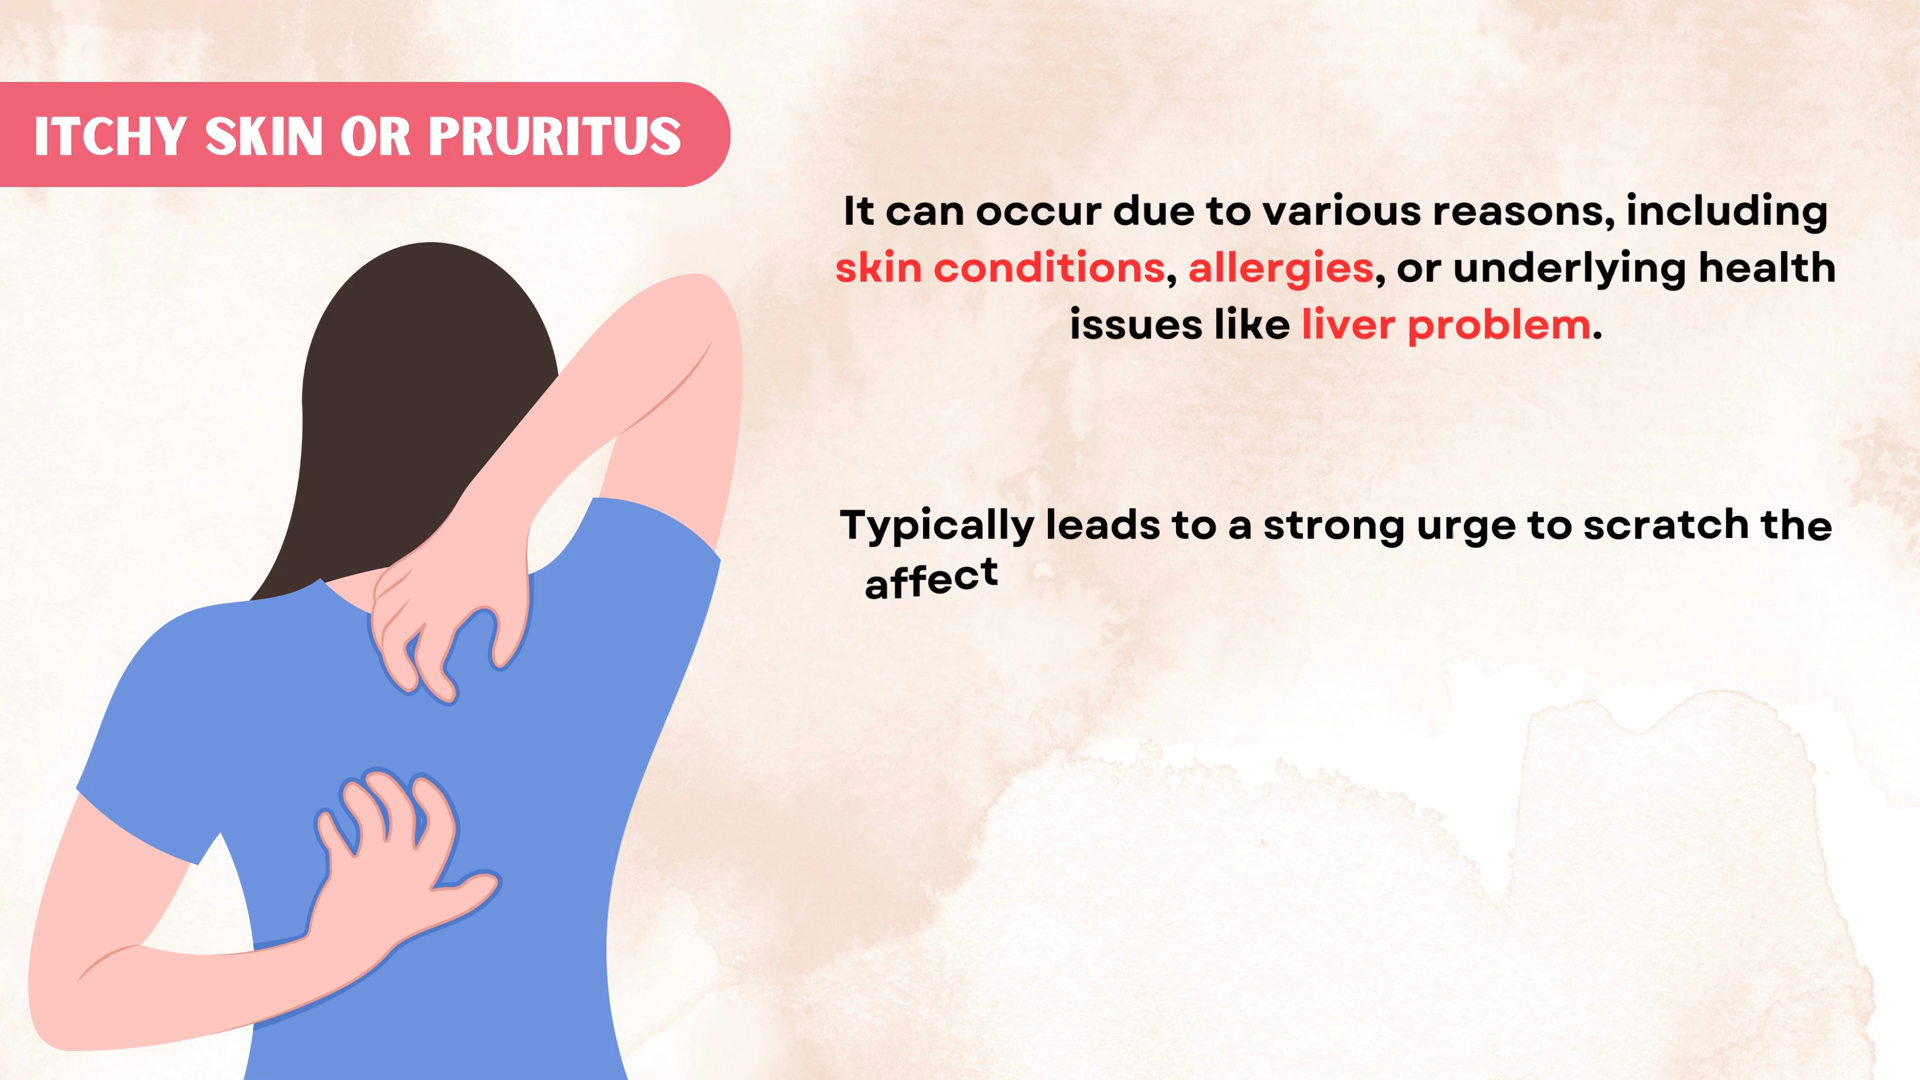 ITCHY SKIN OR PRURITUS
It can occur due to various reasons, including
skin conditions, allergies, or underlying health
issues like liver problem.
Typically leads to a strong urge to scratch the
affect